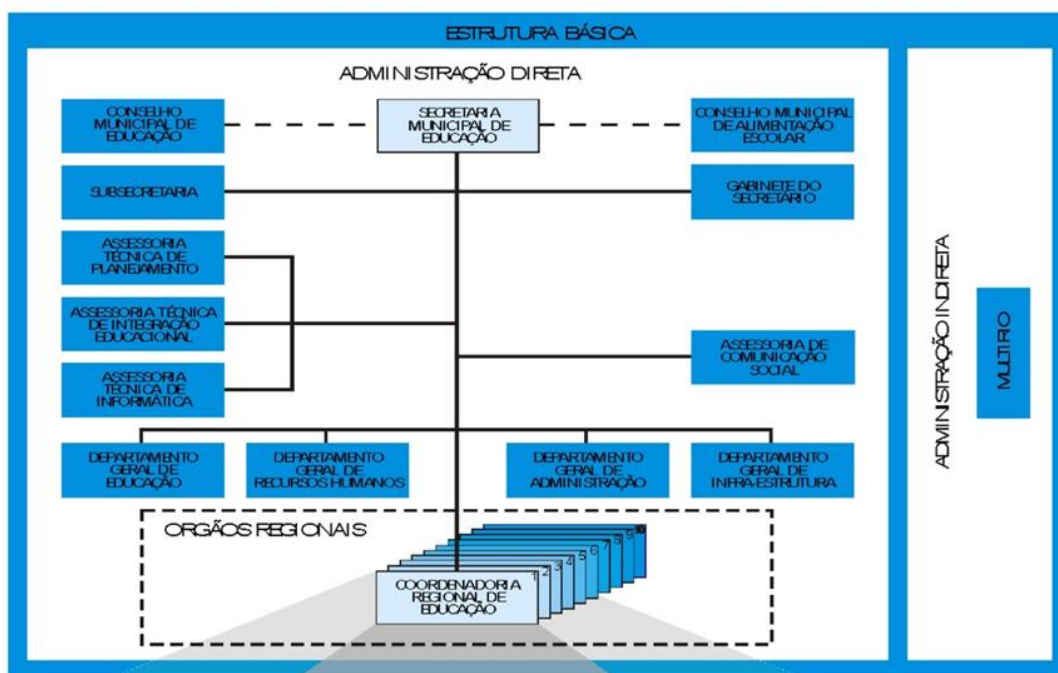 ESTRUTURA BÁSICA
ADMINISTRAÇÃO DIRETA
CONSELHO
MUNICIPAL DE
EDUCAÇÃO
SECRETARIA
MUNICIPAL DE
EDUCAÇÃO
CONSELHO MUNICIPAL
DE ALIMENTAÇÃO
ESCOLAR
SUBSECRETARIA
GABINETE DO
SECRETÁRIO
ASSESSORIA
TÉCNICA DE
PLANEJAMENTO
ASSESSORIA TÉCNICA
DE INTEGRAÇÃO
EDUCACIONAL
ASSESSORIA
TÉCNICA DE
INFORMÁTICA
ASSESSORIA DE
COMUNICAÇÃO
SOCIAL
DEPARTAMENTO
GERAL DE
EDUCAÇÃO
DEPARTAMENTO
GERAL DE
RECURSOS HUMANOS
DEPARTAMENTO
GERAL DE
ADMINISTRAÇÃO
DEPARTAMENTO
GERAL DE
INFRA-ESTRUTURA
ORGÃOS REGIONAIS
COORDENADORIA
REGIONAL DE
EDUCAÇÃO
1
2
3
4
5
6
7
8
9
10
ADMINISTRAÇÃO INDIRETA
MULTIRIO